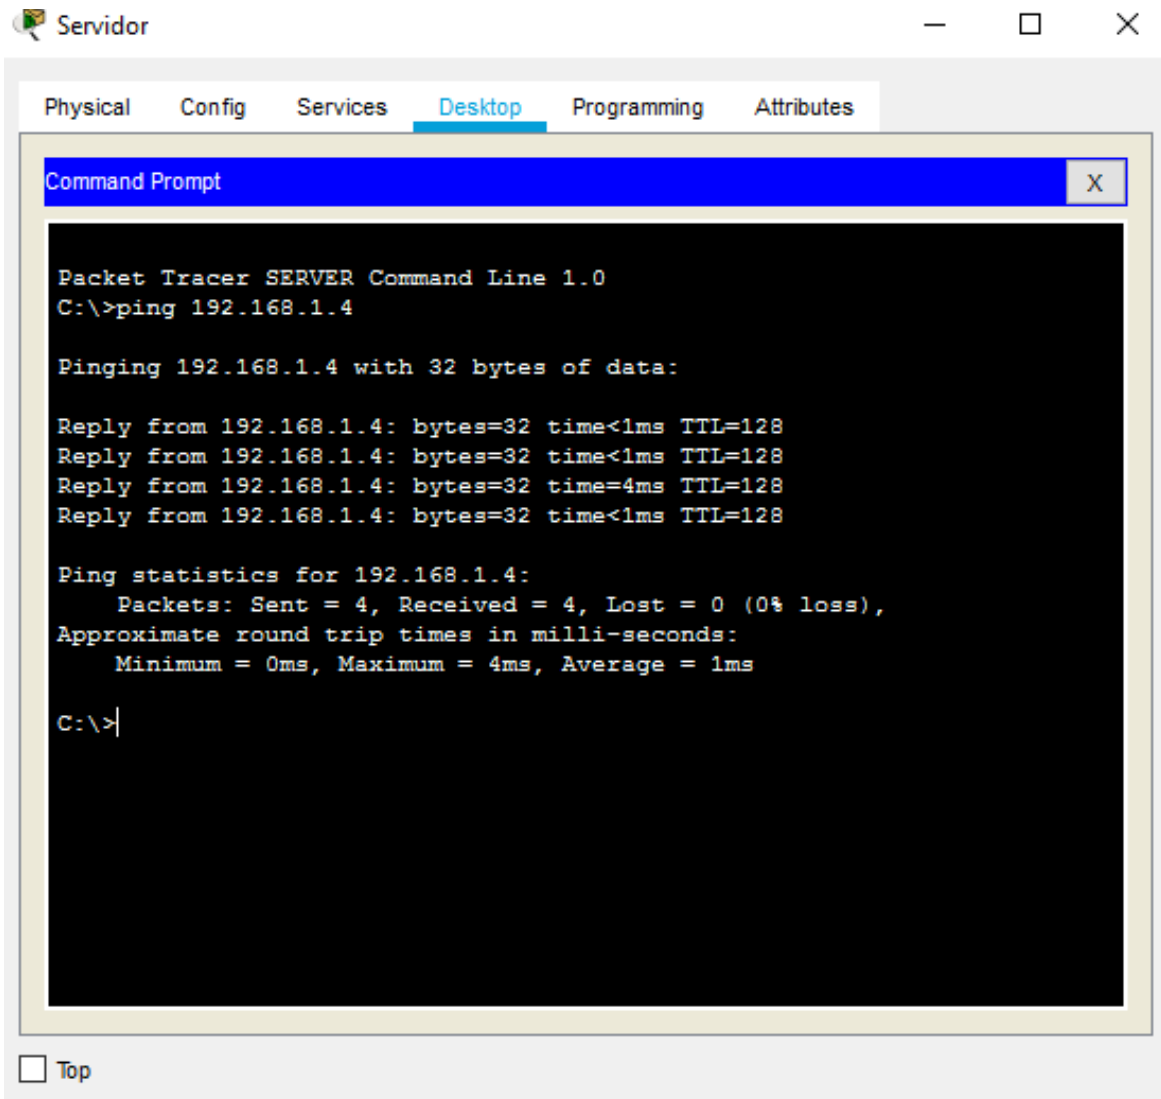 Servidor
Physical Config Services Desktop Programming Attributes
Command Prompt X
Packet Tracer SERVER Command Line 1.0
C:\>ping 192.168.1.4
Pinging 192.168.1.4 with 32 bytes of data:
Reply from 192.168.1.4: bytes=32 time<1ms TTL=128
Reply from 192.168.1.4: bytes=32 time<1ms TTL=128
Reply from 192.168.1.4: bytes=32 time=4ms TTL=128
Reply from 192.168.1.4: bytes=32 time<1ms TTL=128
Ping statistics for 192.168.1.4:
Packets: Sent = 4, Received = 4, Lost = 0 (0% loss),
Approximate round trip times in milli-seconds:
Minimum = 0ms, Maximum = 4ms, Average = 1ms
C:\>
Top